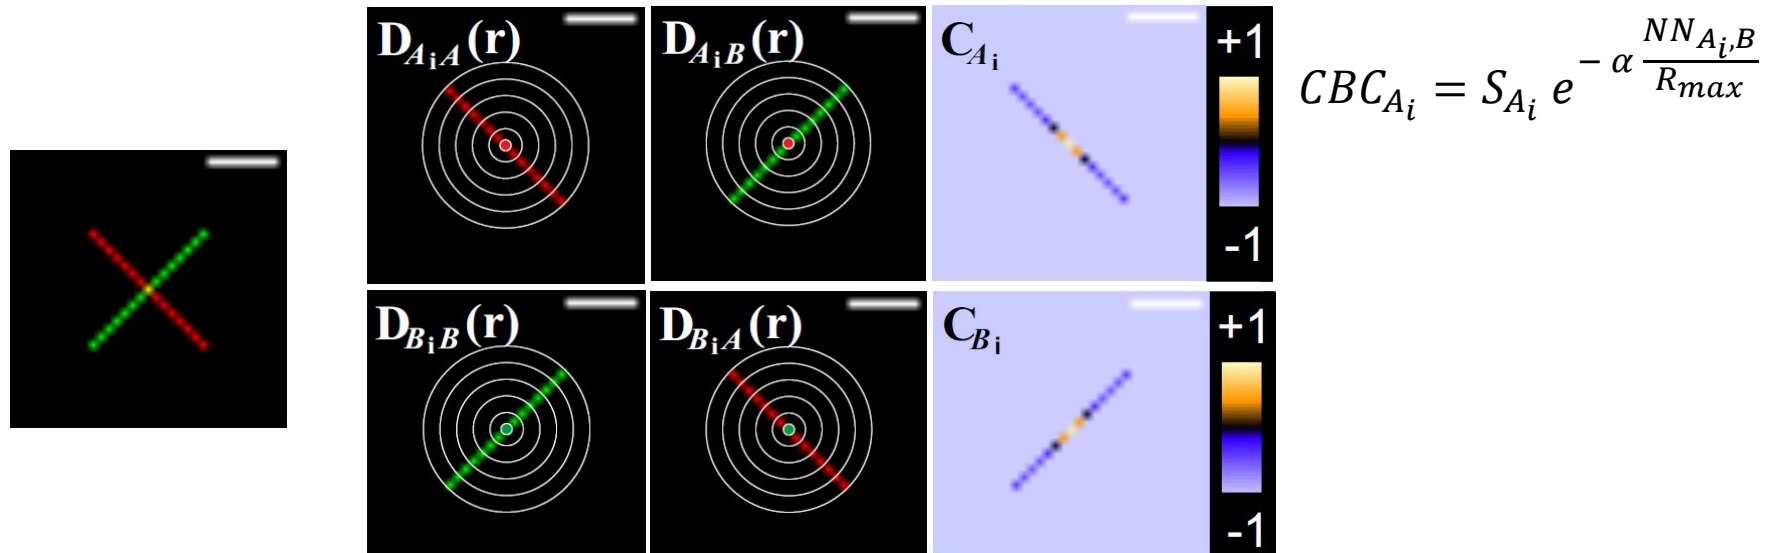 D_{A_iA}(r)
D_{A_iB}(r)
C_{A_i}
+1
-1
CBC_{A_i} = S_{A_i} e^{- α \frac{NN_{A_i,B}}{R_{max}}}
D_{B_iB}(r)
D_{B_iA}(r)
C_{B_i}
+1
-1